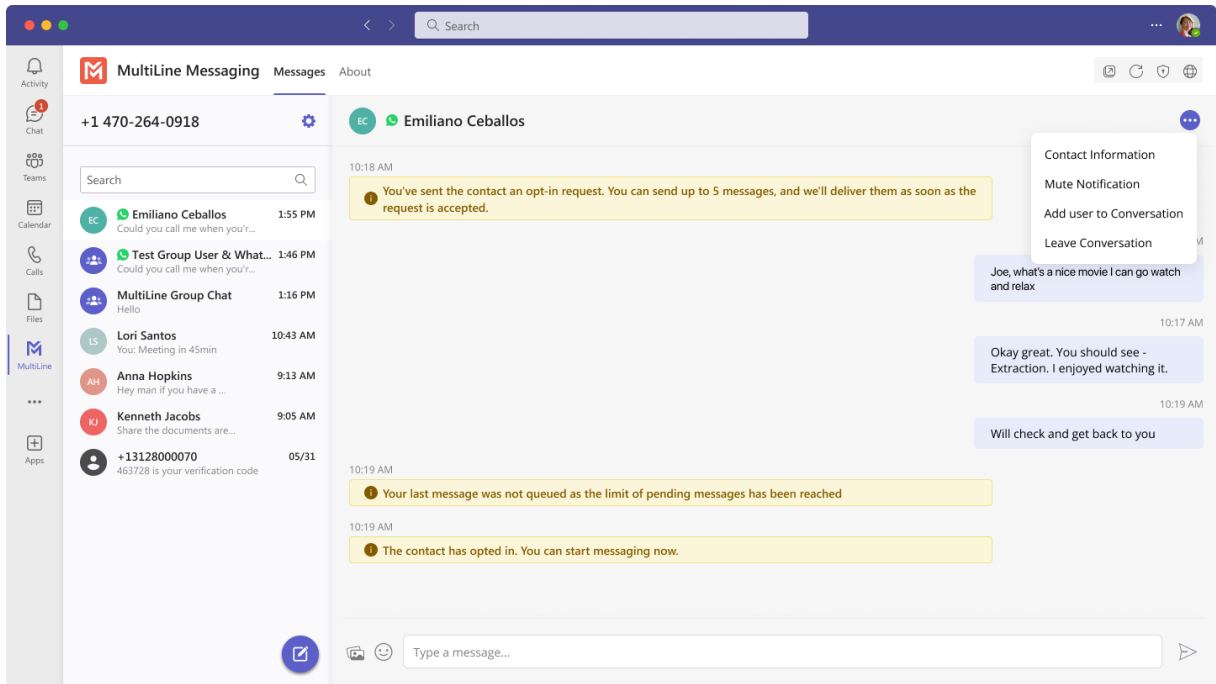 Search
Activity
1
Chat
Teams
Calendar
Calls
Files
MultiLine
Apps
MultiLine Messaging
Messages
About
+1 470-264-0918
Search
EC
Emiliano Ceballos
1:55 PM
Could you call me when you'r...
Test Group User & What...
1:46 PM
Could you call me when you'r...
MultiLine Group Chat
1:16 PM
Hello
LS
Lori Santos
10:43 AM
You: Meeting in 45min
AH
Anna Hopkins
9:13 AM
Hey man if you have a ...
KJ
Kenneth Jacobs
9:05 AM
Share the documents are...
+13128000070
05/31
463728 is your verification code
EC
Emiliano Ceballos
Contact Information
Mute Notification
Add user to Conversation
Leave Conversation
10:18 AM
You've sent the contact an opt-in request. You can send up to 5 messages, and we'll deliver them as soon as the
request is accepted.
Joe, what's a nice movie I can go watch
and relax
10:17 AM
Okay great. You should see -
Extraction. I enjoyed watching it.
10:19 AM
Will check and get back to you
10:19 AM
Your last message was not queued as the limit of pending messages has been reached
10:19 AM
The contact has opted in. You can start messaging now.
Type a message...